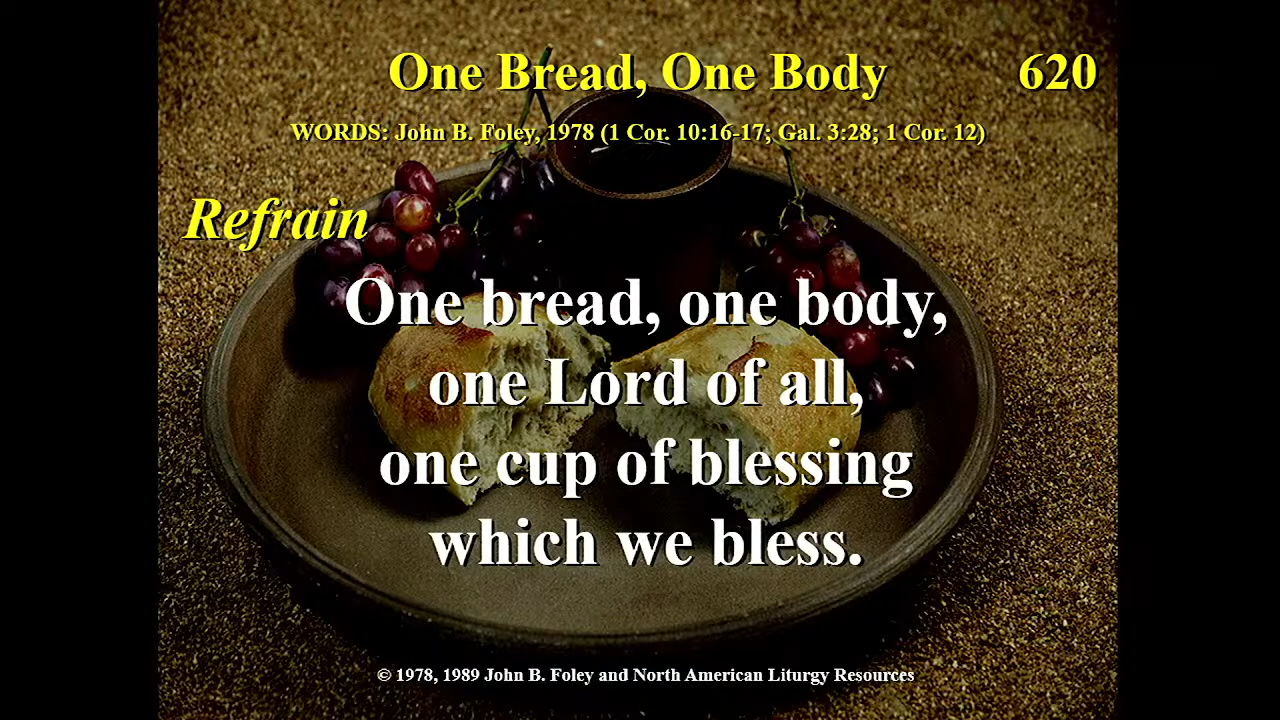 One Bread, One Body 620
WORDS: John B. Foley, 1978 (1 Cor. 10:16-17; Gal. 3:28; 1 Cor. 12)
Refrain
One bread, one body,
one Lord of all,
one cup of blessing
which we bless.
© 1978, 1989 John B. Foley and North American Liturgy Resources